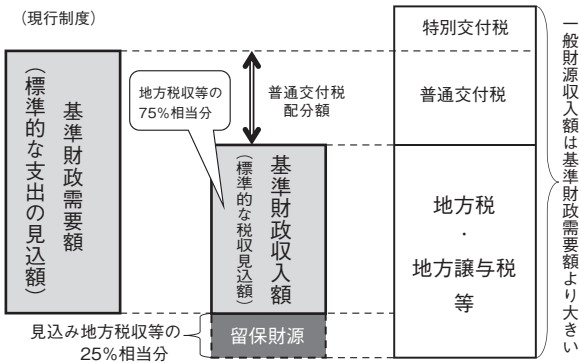 (現行制度)
基準財政需要額
(標準的な支出の見込額)
地方税収等の
75%相当分
普通交付税
配分額
基準財政収入額
(標準的な税収見込額)
留保財源
見込み地方税収等の
25%相当分
特別交付税
普通交付税
地方税
・
地方譲与税
等
一般財源収入額は基準財政需要額より大きい